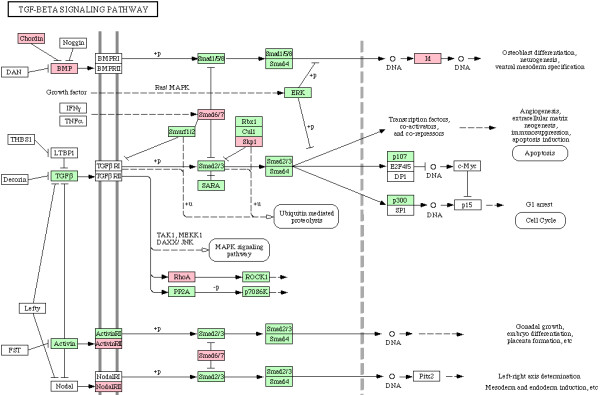 TGF-BETA SIGNALING PATHWAY
Chordin
Noggin
DAN
BMP
BMPRI
BMPRII
+p
Smad1/5/8
Smad1/5/8
Smad4
DNA
Id
DNA
Osteoblast differentiation,
neurogenesis,
ventral mesoderm specification
Growth factor
Ras/ MAPK
ERK
+p
+p
IFNγ
TNFα
Smad6/7
Rbx1
Cul1
Skp1
Smurf1/2
THBS1
LTBP1
Decorin
TGFβ
TGFβ RI
TGFβ RII
+p
Smad2/3
SARA
Smad2/3
Smad4
Transcription factors,
co-activators,
and co-repressors
Angiogenesis,
extracellular matrix
neogenesis,
immunosuppression,
apoptosis induction
Apoptosis
p107
E2F4/5
DP1
DNA
c-Myc
p300
SP1
DNA
p15
G1 arrest
Cell Cycle
+u
+u
Ubiquitin mediated
proteolysis
TAK1, MEKK1
DAXX/ JNK
MAPK signaling
pathway
RhoA
ROCK1
PP2A
-p
p70S6K
Lefty
FST
Activin
ActivinRI
ActivinRII
+p
Smad2/3
Smad2/3
Smad4
DNA
Gonadal growth,
embryo differentiation,
placenta formation, etc
Smad6/7
Nodal
NodalRI
NodalRII
+p
Smad2/3
Smad2/3
Smad4
DNA
Pitx2
Left-right axis determination
Mesoderm and endoderm induction, etc